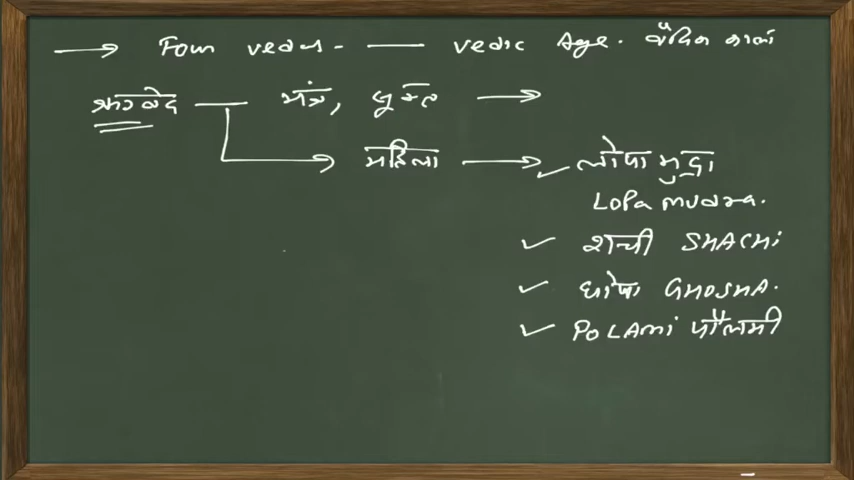 → Four vedas - — vedic Age. वैदिक काल
ऋग्वेद — मंत्र, सूक्त →
महिला → ✓ लोपा मुद्रा
Lopa mudra.
✓ शची SHACHi
✓ घोषा GHOSHA.
✓ POLAmi पौलमी